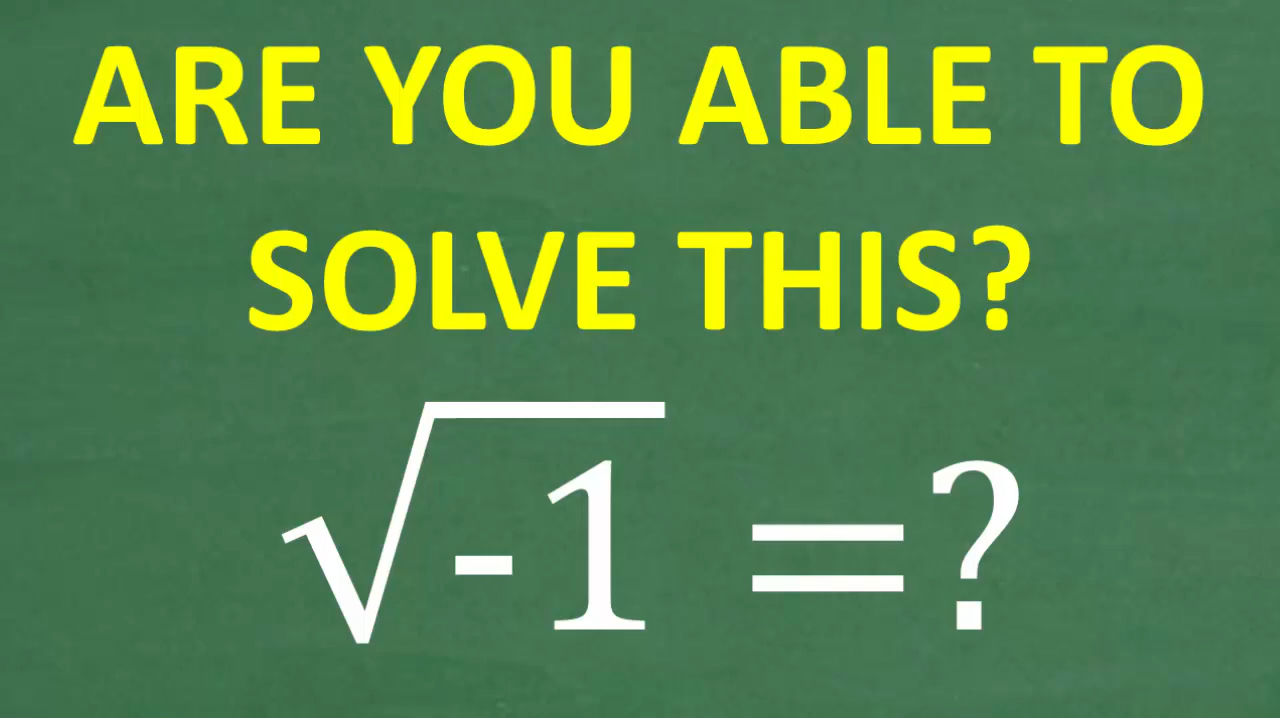 ARE YOU ABLE TO
SOLVE THIS?
√-1 =?